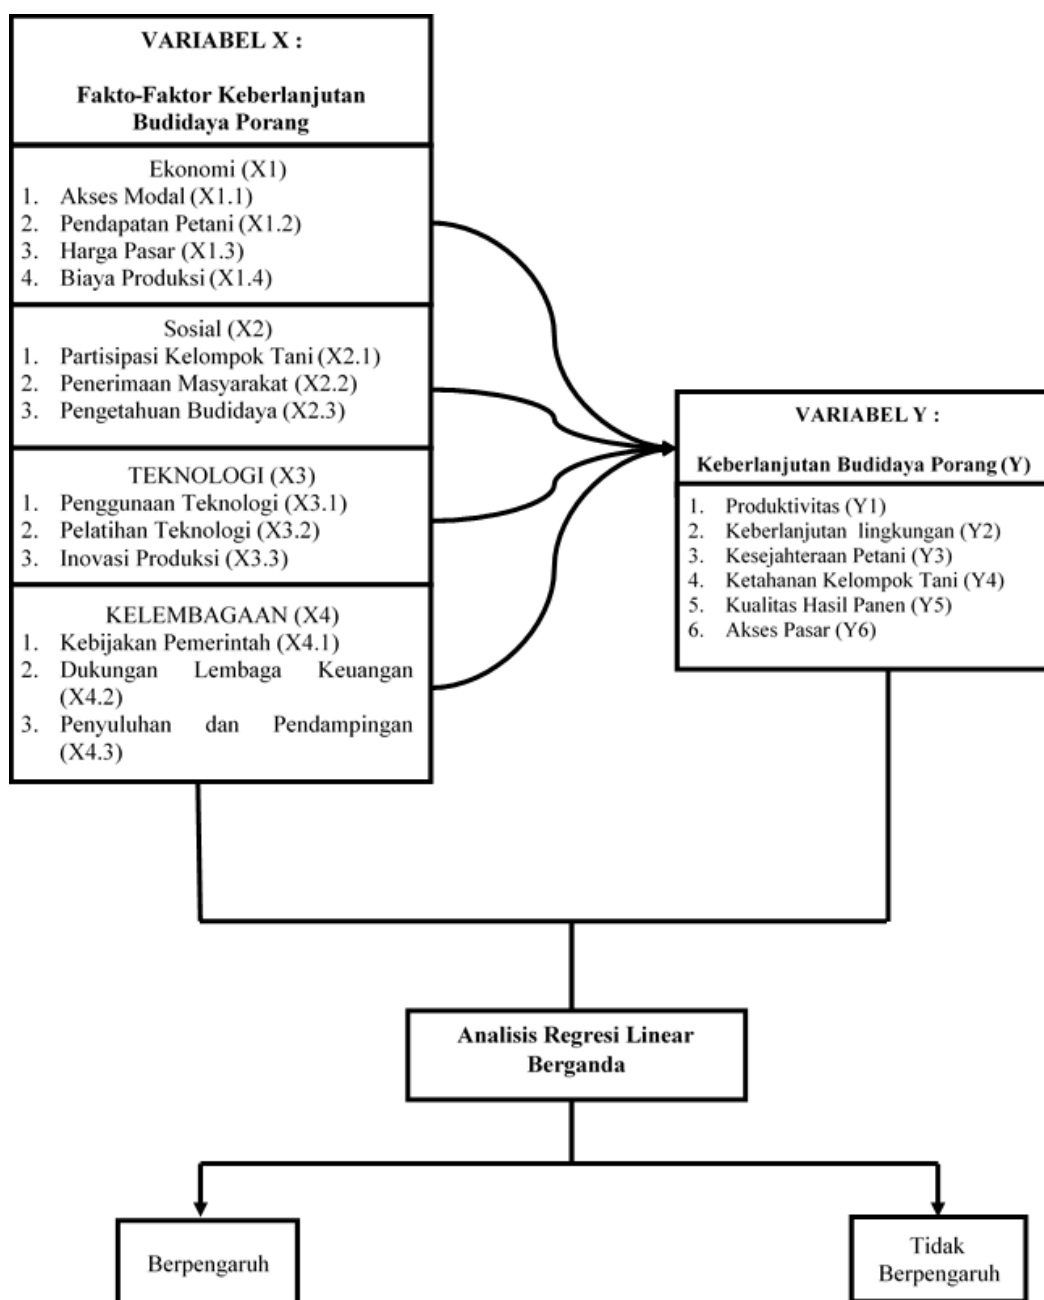 VARIABEL X :
Fakto-Faktor Keberlanjutan
Budidaya Porang
Ekonomi (X1)
1. Akses Modal (X1.1)
2. Pendapatan Petani (X1.2)
3. Harga Pasar (X1.3)
4. Biaya Produksi (X1.4)
Sosial (X2)
1. Partisipasi Kelompok Tani (X2.1)
2. Penerimaan Masyarakat (X2.2)
3. Pengetahuan Budidaya (X2.3)
TEKNOLOGI (X3)
1. Penggunaan Teknologi (X3.1)
2. Pelatihan Teknologi (X3.2)
3. Inovasi Produksi (X3.3)
KELEMBAGAAN (X4)
1. Kebijakan Pemerintah (X4.1)
2. Dukungan Lembaga Keuangan
(X4.2)
3. Penyuluhan dan Pendampingan
(X4.3)
VARIABEL Y :
Keberlanjutan Budidaya Porang (Y)
1. Produktivitas (Y1)
2. Keberlanjutan lingkungan (Y2)
3. Kesejahteraan Petani (Y3)
4. Ketahanan Kelompok Tani (Y4)
5. Kualitas Hasil Panen (Y5)
6. Akses Pasar (Y6)
Analisis Regresi Linear
Berganda
Berpengaruh
Tidak
Berpengaruh